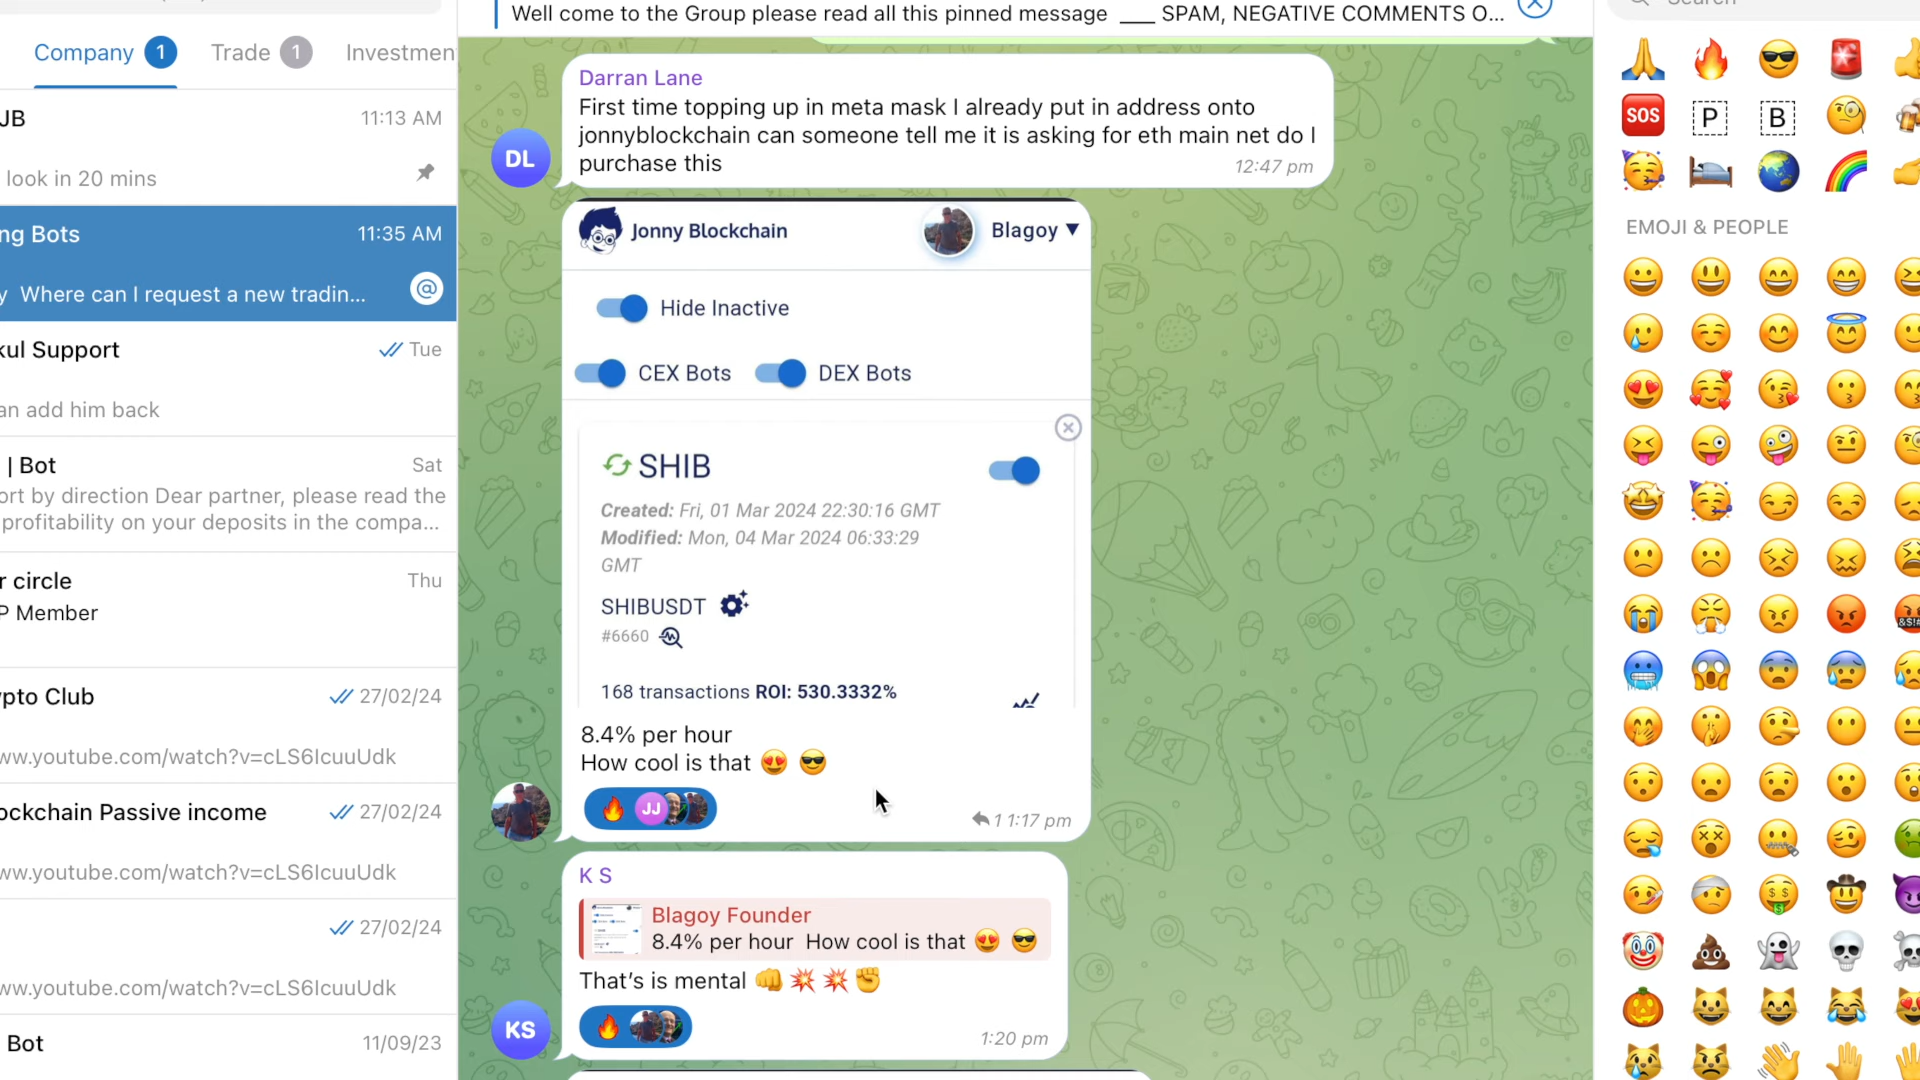 Well come to the Group please read all this pinned message ___ SPAM, NEGATIVE COMMENTS O...
Company 1
Trade 1
Investmen
JB
11:13 AM
look in 20 mins
ng Bots
11:35 AM
y Where can I request a new tradin...
@
kul Support
Tue
an add him back
| Bot
Sat
ort by direction Dear partner, please read the
profitability on your deposits in the compa...
r circle
Thu
P Member
ypto Club
27/02/24
ww.youtube.com/watch?v=cLS6IcuuUdk
ockchain Passive income
27/02/24
ww.youtube.com/watch?v=cLS6IcuuUdk
27/02/24
ww.youtube.com/watch?v=cLS6IcuuUdk
Bot
11/09/23
Darran Lane
First time topping up in meta mask I already put in address onto
jonnyblockchain can someone tell me it is asking for eth main net do I
purchase this
12:47 pm
DL
Jonny Blockchain
Blagoy ▼
Hide Inactive
CEX Bots
DEX Bots
SHIB
Created: Fri, 01 Mar 2024 22:30:16 GMT
Modified: Mon, 04 Mar 2024 06:33:29
GMT
SHIBUSDT
#6660
168 transactions ROI: 530.3332%
8.4% per hour
How cool is that 😍 😎
🔥 JJ
1 1:17 pm
K S
Blagoy Founder
8.4% per hour How cool is that 😍 😎
That's is mental 👊 💥 💥 ✊
KS
1:20 pm
Search
SOS
P
B
EMOJI & PEOPLE